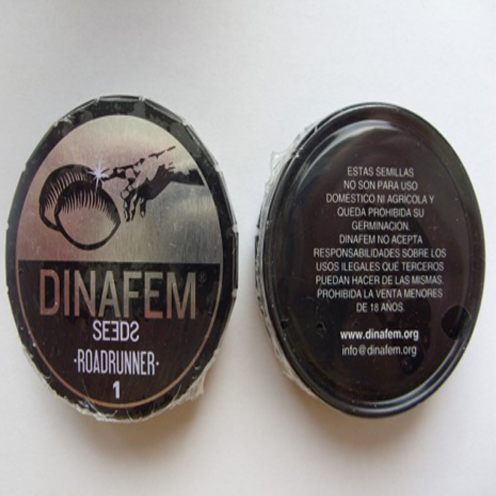 DINAFEM®
SEEDS
·ROADRUNNER·
1
ESTAS SEMILLAS
NO SON PARA USO
DOMÉSTICO NI AGRICOLA Y
QUEDA PROHIBIDA SU
GERMINACIÓN.
DINAFEM NO ACEPTA
RESPONSABILIDADES SOBRE LOS
USOS ILEGALES QUE TERCEROS
PUEDAN HACER DE LAS MISMAS.
PROHIBIDA LA VENTA MENORES
DE 18 AÑOS.
www.dinafem.org
info@dinafem.org